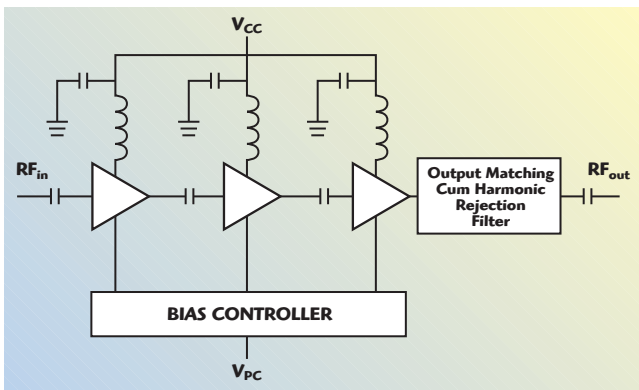 VCC
RFin
Output Matching
Cum Harmonic
Rejection
Filter
RFout
BIAS CONTROLLER
VPC